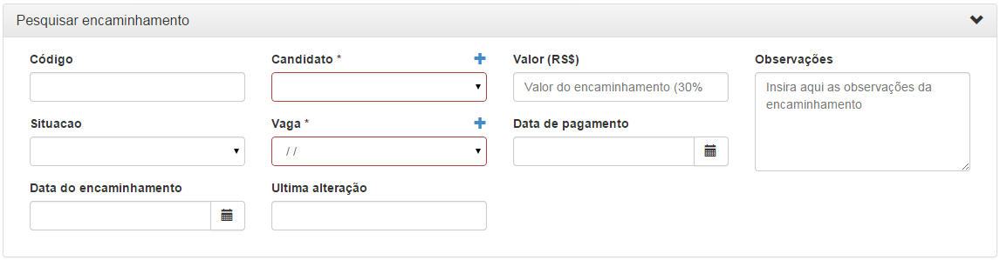 Pesquisar encaminhamento
Código
Candidato *
Valor (RS$)
Observações
Valor do encaminhamento (30%
Insira aqui as observações da
encaminhamento
Situacao
Vaga *
Data de pagamento
/ /
Data do encaminhamento
Ultima alteração